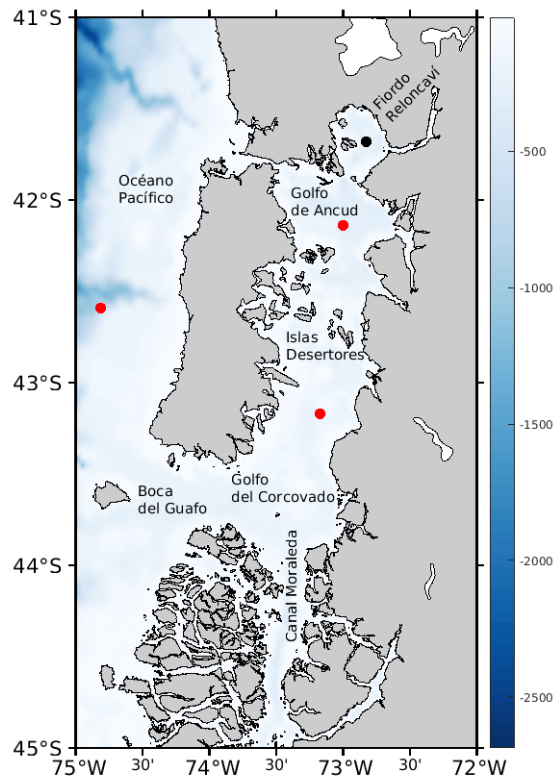 41°S
Fiordo
Reloncaví
-500
42°S
Océano
Pacífico
Golfo
de Ancud
-1000
Islas
Desertores
43°S
-1500
Boca
del Guafo
Golfo
del Corcovado
44°S
Canal Moraleda
-2000
-2500
45°S
75°W
30'
74°W
30'
73°W
30'
72°W